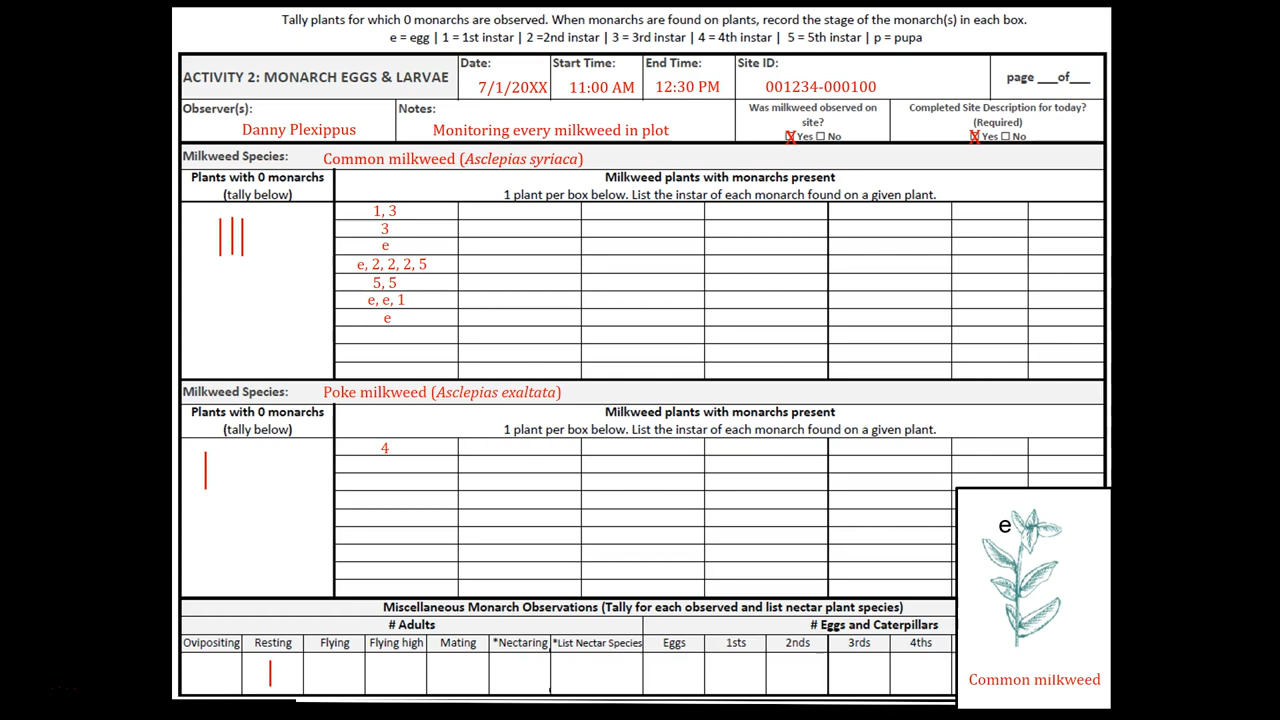 Tally plants for which 0 monarchs are observed. When monarchs are found on plants, record the stage of the monarch(s) in each box.
e = egg | 1 = 1st instar | 2 =2nd instar | 3 = 3rd instar | 4 = 4th instar | 5 = 5th instar | p = pupa
ACTIVITY 2: MONARCH EGGS & LARVAE
Date:
7/1/20XX
Start Time:
11:00 AM
End Time:
12:30 PM
Site ID:
001234-000100
page ___of___
Observer(s):
Danny Plexippus
Notes:
Monitoring every milkweed in plot
Was milkweed observed on
site?
☒ Yes ☐ No
Completed Site Description for today?
(Required)
☒ Yes ☐ No
Milkweed Species: Common milkweed (Asclepias syriaca)
Plants with 0 monarchs
(tally below)
Milkweed plants with monarchs present
1 plant per box below. List the instar of each monarch found on a given plant.
|||
1, 3
3
e
e, 2, 2, 2, 5
5, 5
e, e, 1
e
Milkweed Species: Poke milkweed (Asclepias exaltata)
Plants with 0 monarchs
(tally below)
Milkweed plants with monarchs present
1 plant per box below. List the instar of each monarch found on a given plant.
|
4
Miscellaneous Monarch Observations (Tally for each observed and list nectar plant species)
# Adults
# Eggs and Caterpillars
Ovipositing Resting Flying Flying high Mating *Nectaring *List Nectar Species Eggs 1sts 2nds 3rds 4ths
|
e
Common milkweed